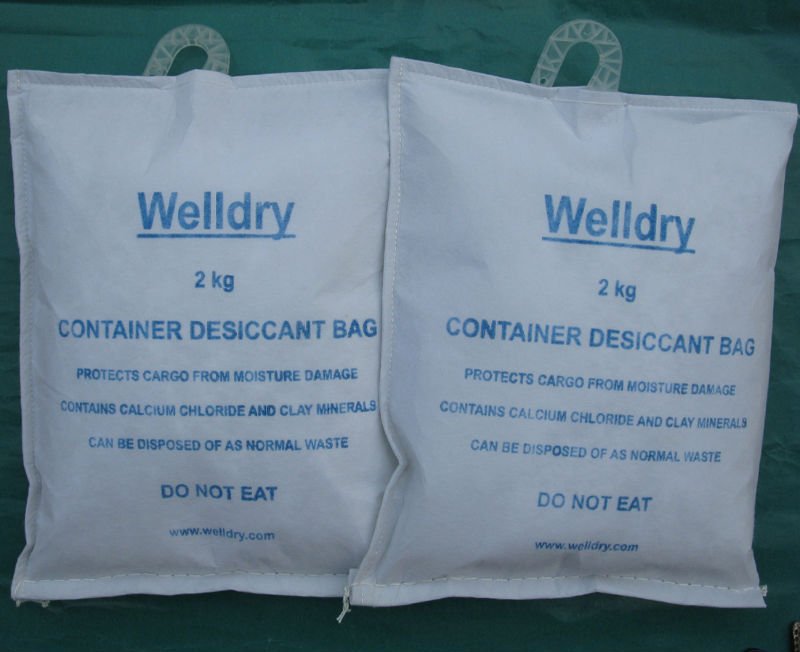 Welldry
2 kg
CONTAINER DESICCANT BAG
PROTECTS CARGO FROM MOISTURE DAMAGE
CONTAINS CALCIUM CHLORIDE AND CLAY MINERALS
CAN BE DISPOSED OF AS NORMAL WASTE
DO NOT EAT
www.welldry.com
Welldry
2 kg
CONTAINER DESICCANT BAG
PROTECTS CARGO FROM MOISTURE DAMAGE
CONTAINS CALCIUM CHLORIDE AND CLAY MINERALS
CAN BE DISPOSED OF AS NORMAL WASTE
DO NOT EAT
www.welldry.com